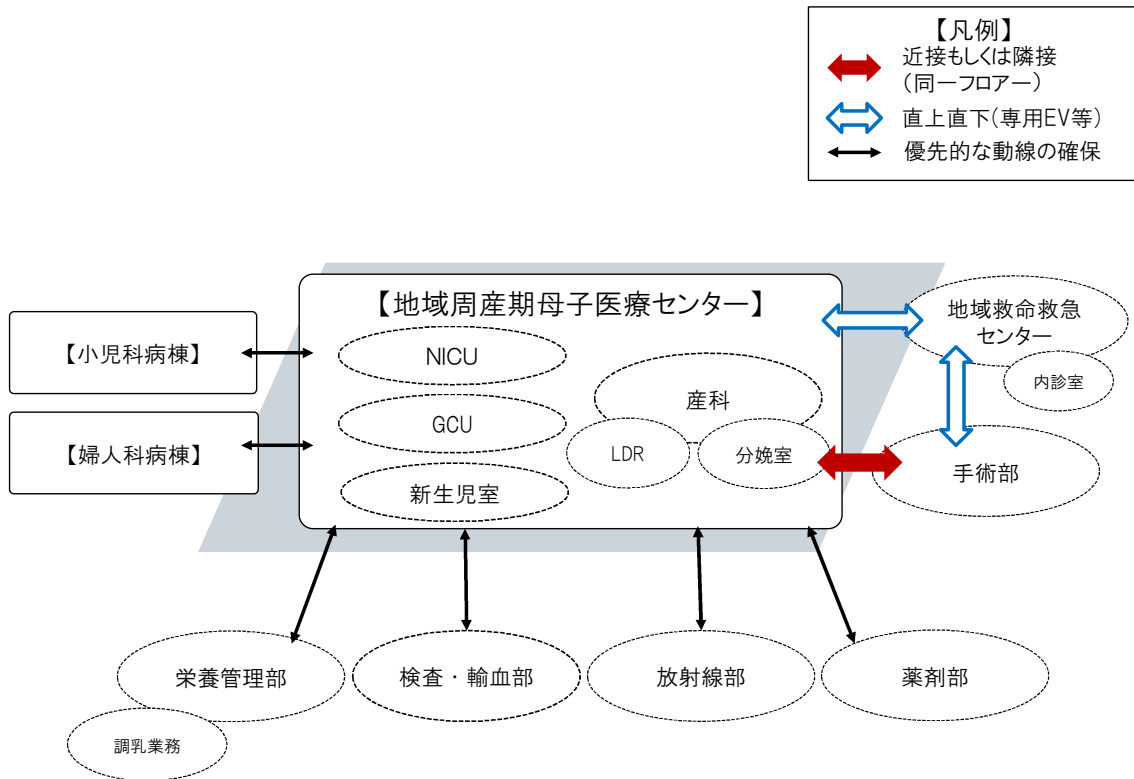 【凡例】
近接もしくは隣接
(同一フロアー)
直上直下(専用EV等)
優先的な動線の確保
【地域周産期母子医療センター】
【小児科病棟】
【婦人科病棟】
NICU
GCU
新生児室
産科
LDR
分娩室
地域救命救急
センター
内診室
手術部
栄養管理部
調乳業務
検査・輸血部
放射線部
薬剤部